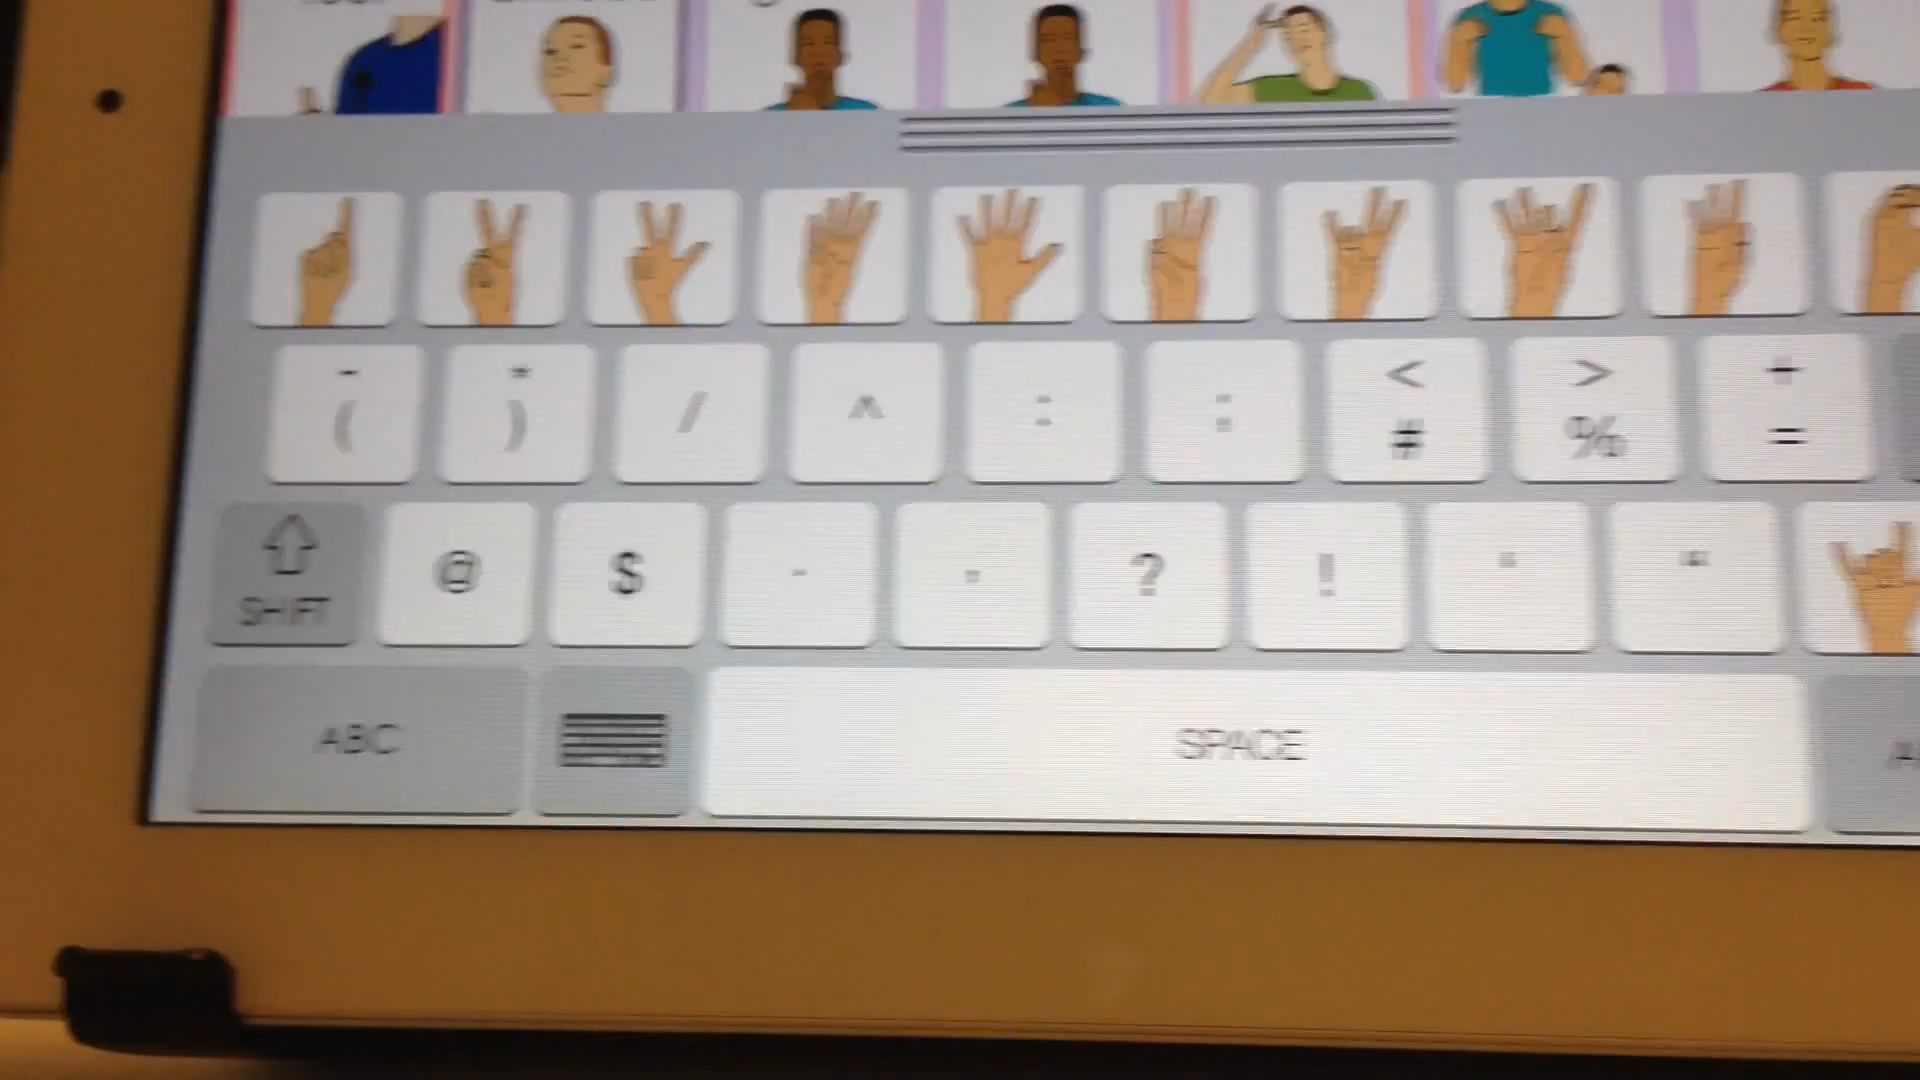 - * / ^ : ; < > +
( ) # % =
SHIFT @ $ ? !
ABC SPACE